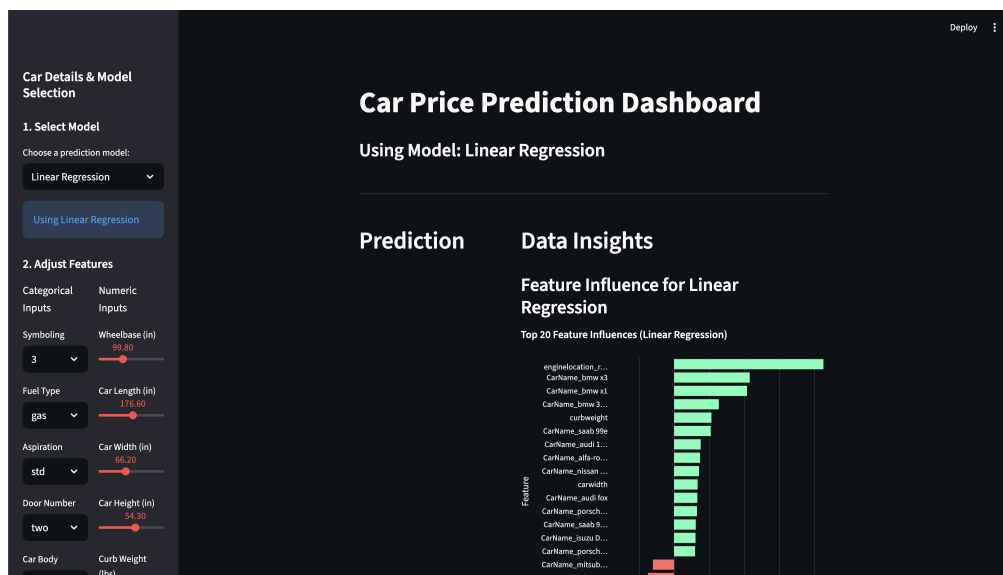 Deploy
Car Details & Model
Selection
1. Select Model
Choose a prediction model:
Linear Regression
Using Linear Regression
2. Adjust Features
Categorical
Inputs
Numeric
Inputs
Symboling
3
Wheelbase (in)
99.80
Fuel Type
gas
Car Length (in)
176.60
Aspiration
std
Car Width (in)
66.20
Door Number
two
Car Height (in)
54.30
Car Body
Curb Weight
(lbs)
Car Price Prediction Dashboard
Using Model: Linear Regression
Prediction
Data Insights
Feature Influence for Linear
Regression
Top 20 Feature Influences (Linear Regression)
Feature
enginelocation_r…
CarName_bmw x3
CarName_bmw x1
CarName_bmw 3…
curbweight
CarName_saab 99e
CarName_audi 1…
CarName_alfa-ro…
CarName_nissan …
carwidth
CarName_audi fox
CarName_porsch…
CarName_saab 9…
CarName_isuzu D…
CarName_porsch…
CarName_mitsub…